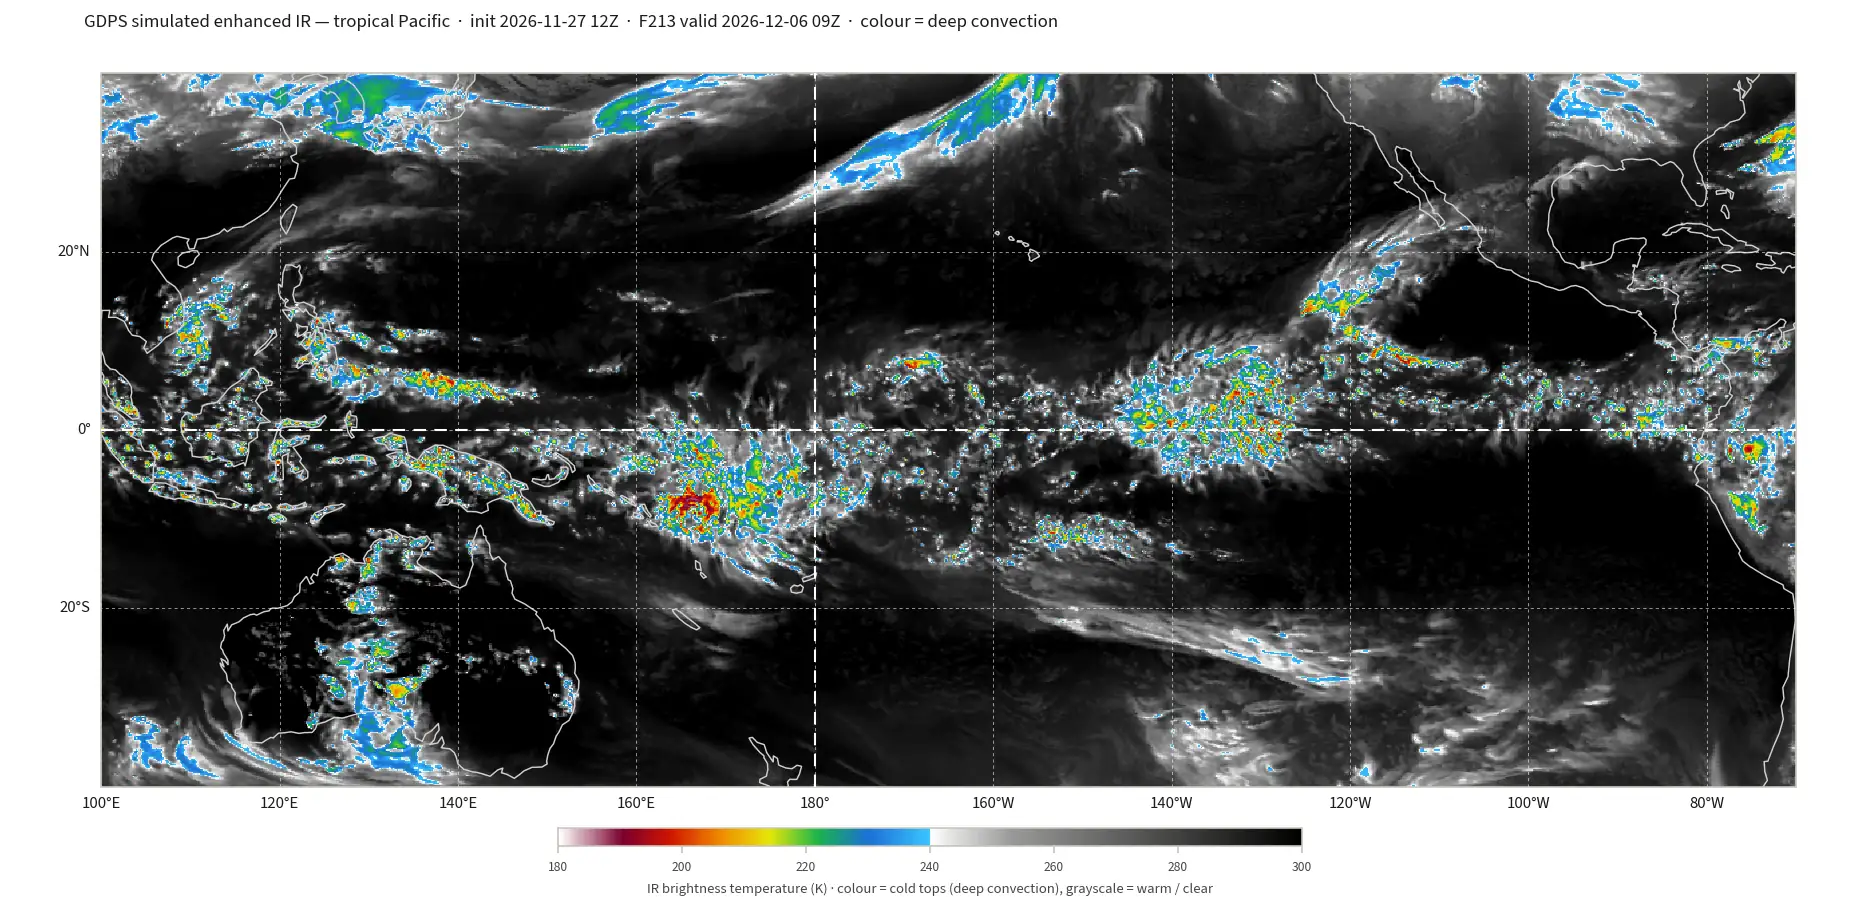 GDPS simulated enhanced IR — tropical Pacific · init 2026-11-27 12Z · F213 valid 2026-12-06 09Z · colour = deep convection
20°N
0°
20°S
100°E 120°E 140°E 160°E 180° 160°W 140°W 120°W 100°W 80°W
180 200 220 240 260 280 300
IR brightness temperature (K) · colour = cold tops (deep convection), grayscale = warm / clear